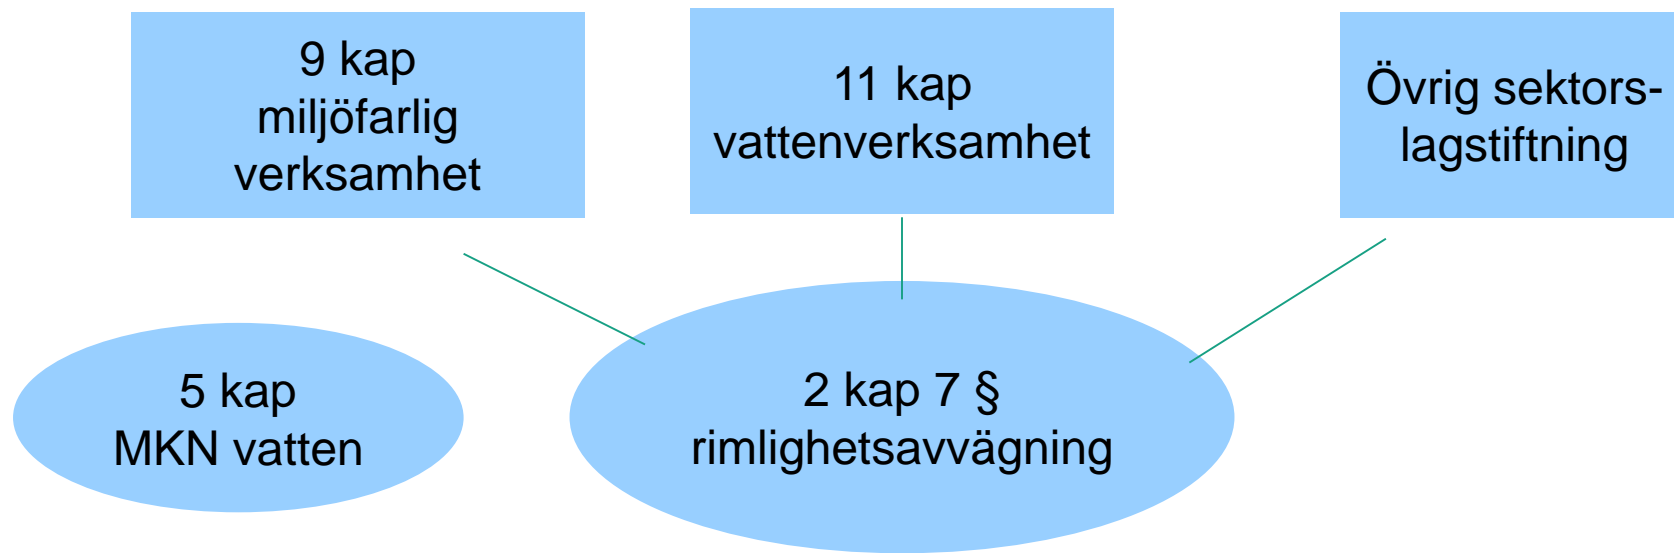 9 kap
miljöfarlig
verksamhet
11 kap
vattenverksamhet
Övrig sektors-
lagstiftning
5 kap
MKN vatten
2 kap 7 §
rimlighetsavvägning